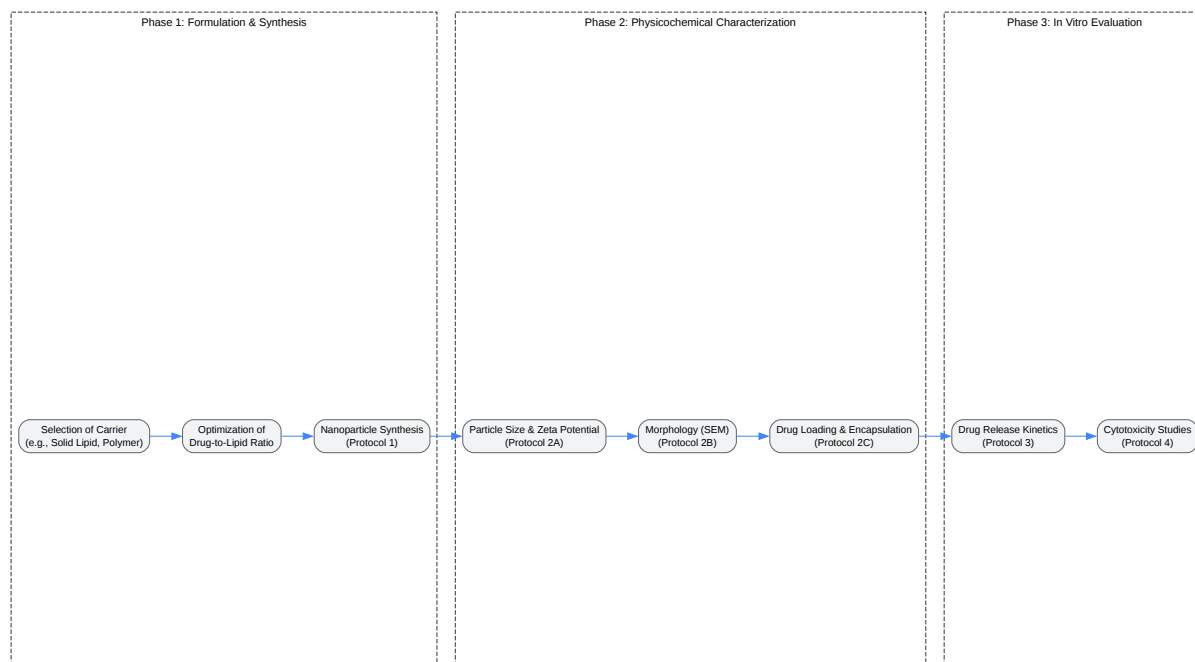 Phase 1: Formulation & Synthesis
Selection of Carrier
(e.g., Solid Lipid, Polymer)
Optimization of
Drug-to-Lipid Ratio
Nanoparticle Synthesis
(Protocol 1)
Phase 2: Physicochemical Characterization
Particle Size & Zeta Potential
(Protocol 2A)
Morphology (SEM)
(Protocol 2B)
Drug Loading & Encapsulation
(Protocol 2C)
Phase 3: In Vitro Evaluation
Drug Release Kinetics
(Protocol 3)
Cytotoxicity Studies
(Protocol 4)